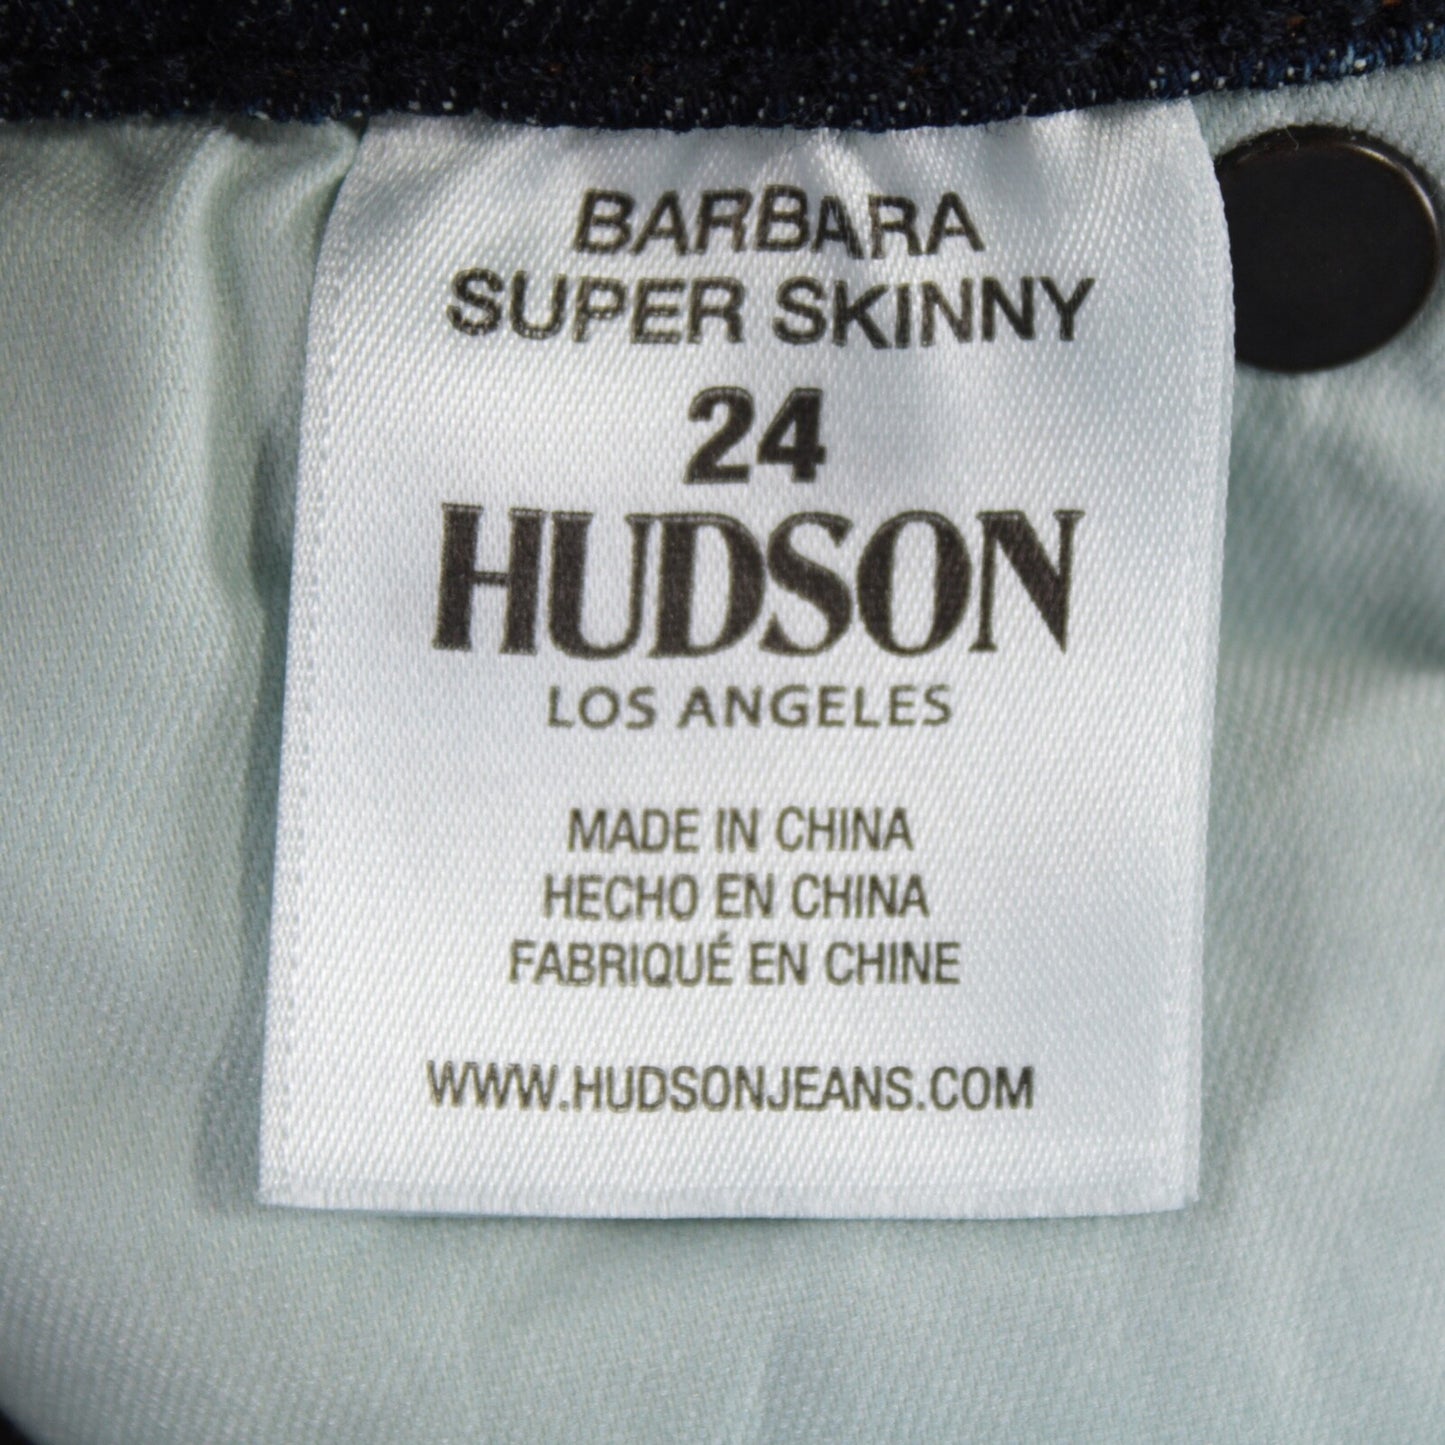 BARBARA
SUPER SKINNY
24
HUDSON
LOS ANGELES
MADE IN CHINA
HECHO EN CHINA
FABRIQUÉ EN CHINE
WWW.HUDSONJEANS.COM